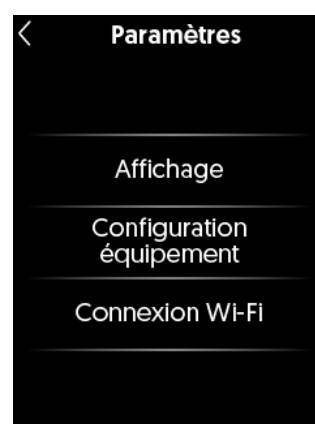 Paramètres
Affichage
Configuration
équipement
Connexion Wi-Fi